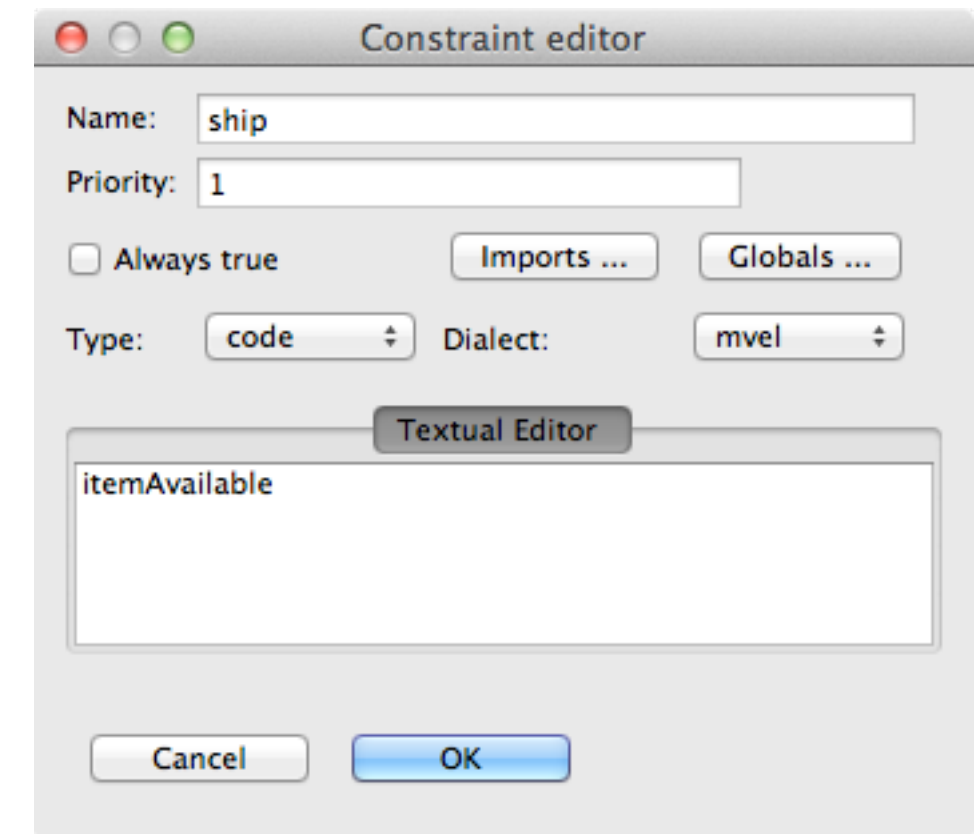 Constraint editor
Name: ship
Priority: 1
Always true Imports ... Globals ...
Type: code Dialect: mvel
Textual Editor
itemAvailable
Cancel OK